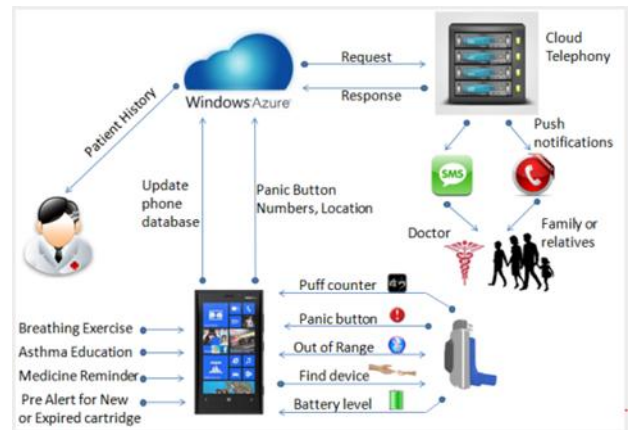 Request
Cloud
Telephony
Response
Windows Azure
Patient History
Push
notifications
SMS
Update
phone
database
Panic Button
Numbers, Location
Doctor
Family or
relatives
Puff counter
Panic button
Out of Range
Find device
Battery level
Breathing Exercise
Asthma Education
Medicine Reminder
Pre Alert for New
or Expired cartridge